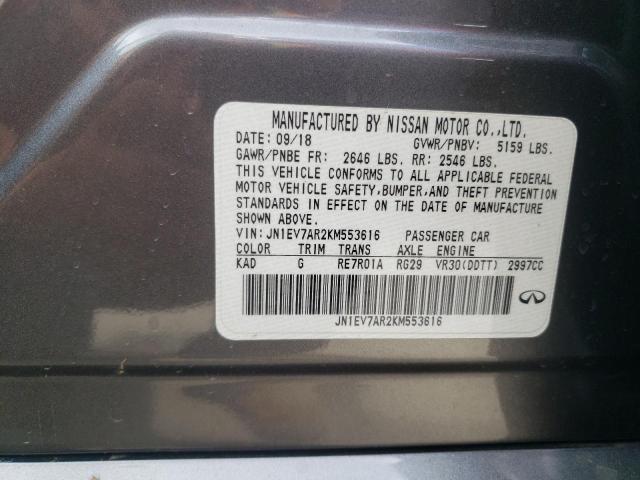 MANUFACTURED BY NISSAN MOTOR CO.,LTD.
DATE: 09/18 GVWR/PNBV: 5159 LBS.
GAWR/PNBE FR: 2646 LBS. RR: 2546 LBS.
THIS VEHICLE CONFORMS TO ALL APPLICABLE FEDERAL
MOTOR VEHICLE SAFETY,BUMPER,AND THEFT PREVENTION
STANDARDS IN EFFECT ON THE DATE OF MANUFACTURE
SHOWN ABOVE.
VIN: JN1EV7AR2KM553616 PASSENGER CAR
COLOR TRIM TRANS AXLE ENGINE
KAD G RE7R01A RG29 VR30(DDTT) 2997CC
JN1EV7AR2KM553616